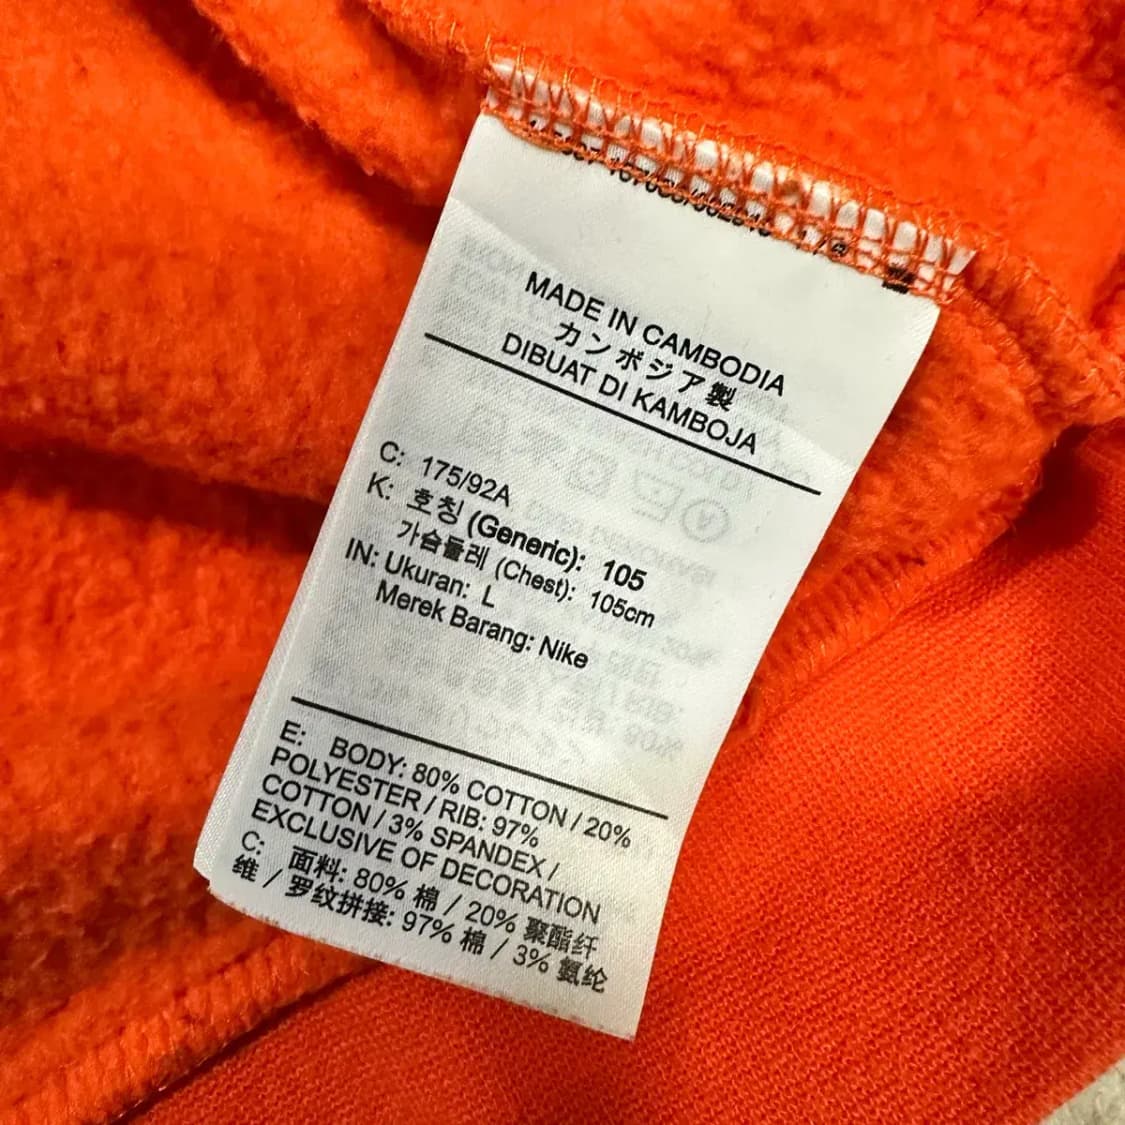 MADE IN CAMBODIA
カンボジア製
DIBUAT DI KAMBOJA
C: 175/92A
K: 호칭 (Generic): 105
가슴둘레 (Chest): 105cm
IN: Ukuran: L
Merek Barang: Nike
E: BODY: 80% COTTON / 20%
POLYESTER / RIB: 97%
COTTON / 3% SPANDEX /
EXCLUSIVE OF DECORATION
C: 面料: 80% 棉 / 20% 聚酯纤
维 / 罗纹拼接: 97% 棉 / 3% 氨纶